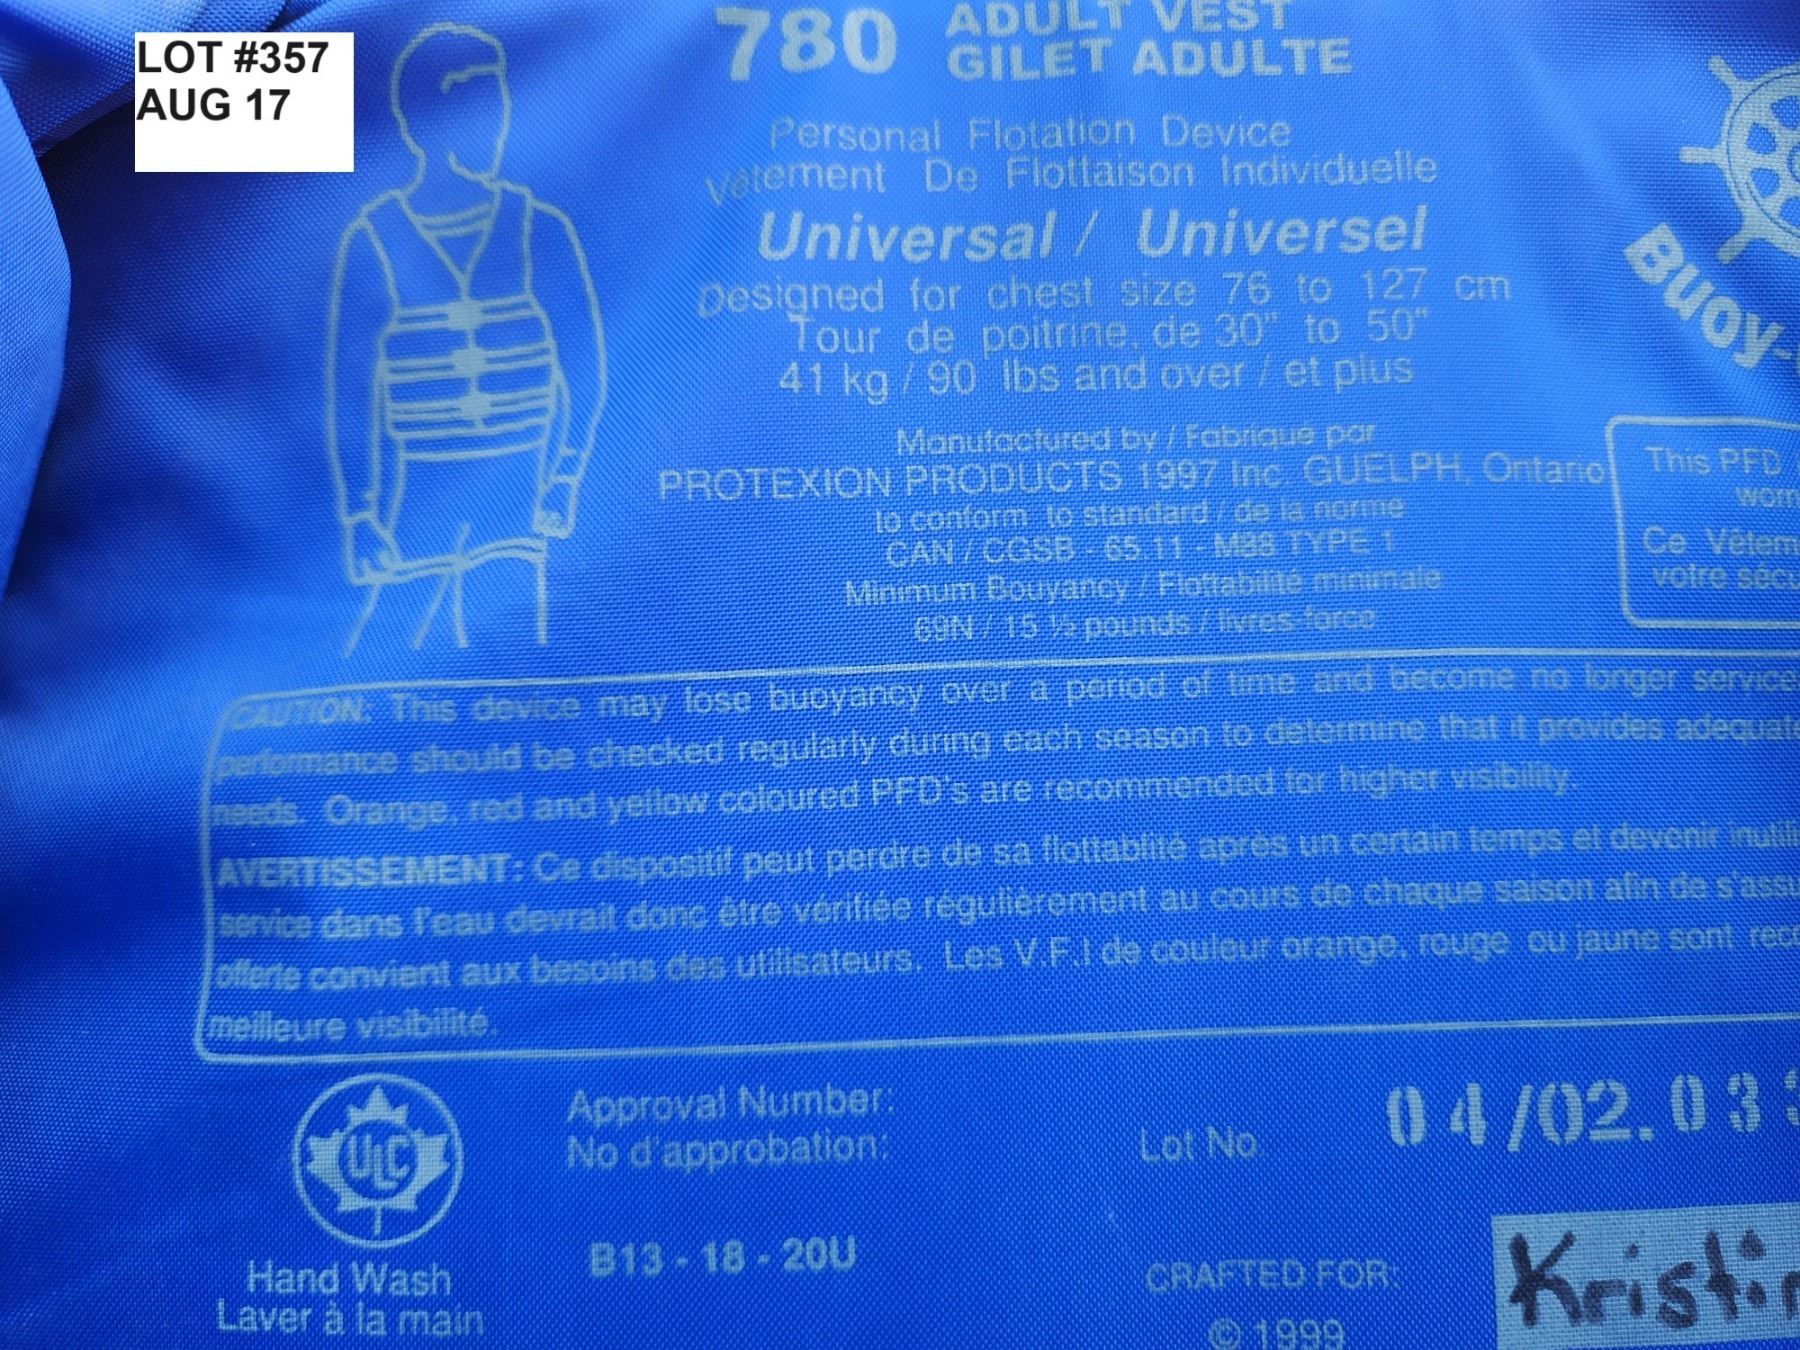 LOT #357
AUG 17
780 ADULT VEST
GILET ADULTE
Personal Flotation Device
Vêtement De Flottaison Individuelle
Universal / Universel
Designed for chest size 76 to 127 cm
Tour de poitrine, de 30" to 50"
41 kg / 90 lbs and over / et plus
BUOY-
Manufactured by / Fabrique par
PROTEXION PRODUCTS 1997 Inc. GUELPH, Ontario
to conform to standard / de la norme
CAN / CGSB - 65.11 - M88 TYPE 1
Minimum Bouyancy / Flottabilité minimale
69N / 15 ½ pounds / livres-force
This PFD
worn
Ce Vêtem
votre sécu
CAUTION: This device may lose buoyancy over a period of time and become no longer service
performance should be checked regularly during each season to determine that it provides adequate
needs. Orange, red and yellow coloured PFD's are recommended for higher visibility.
AVERTISSEMENT: Ce dispositif peut perdre de sa flottablité après un certain temps et devenir inutili
service dans l'eau devrait donc être vérifiée régulièrement au cours de chaque saison afin de s'assu
offerte convient aux besoins des utilisateurs. Les V.F.I de couleur orange, rouge ou jaune sont rec
meilleure visibilité.
ULC
Hand Wash
Laver à la main
Approval Number:
No d'approbation:
B13 - 18 - 20U
Lot No. 04/02.033
CRAFTED FOR: Kristin
© 1999